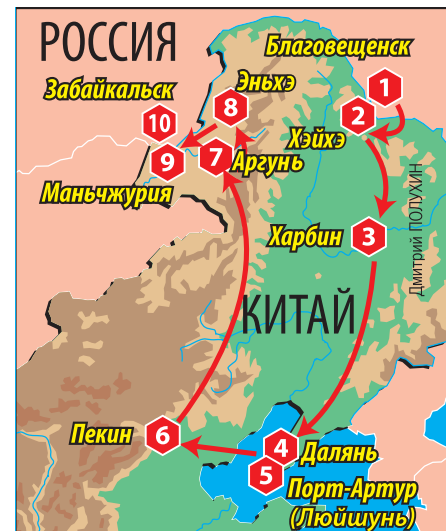 РОССИЯ
Благовещенск
1
Забайкальск
Эньхэ
8
2
10
Хэйхэ
9
7
Аргунь
Маньчжурия
Харбин
3
Дмитрий ПОЛУХИН
КИТАЙ
Пекин
6
4
Далянь
5
Порт-Артур
(Люйшунь)